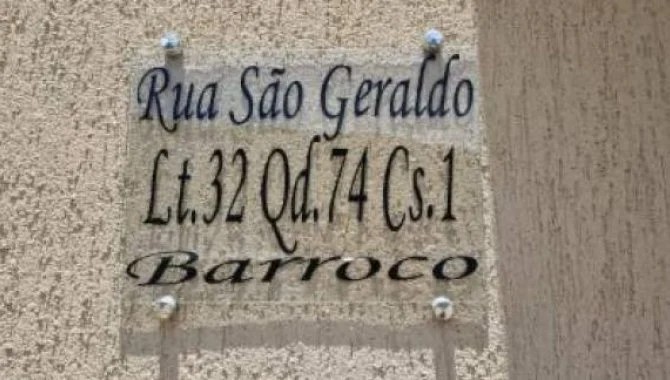 Rua São Geraldo
Lt.32 Qd.74 Cs.1
Barroco